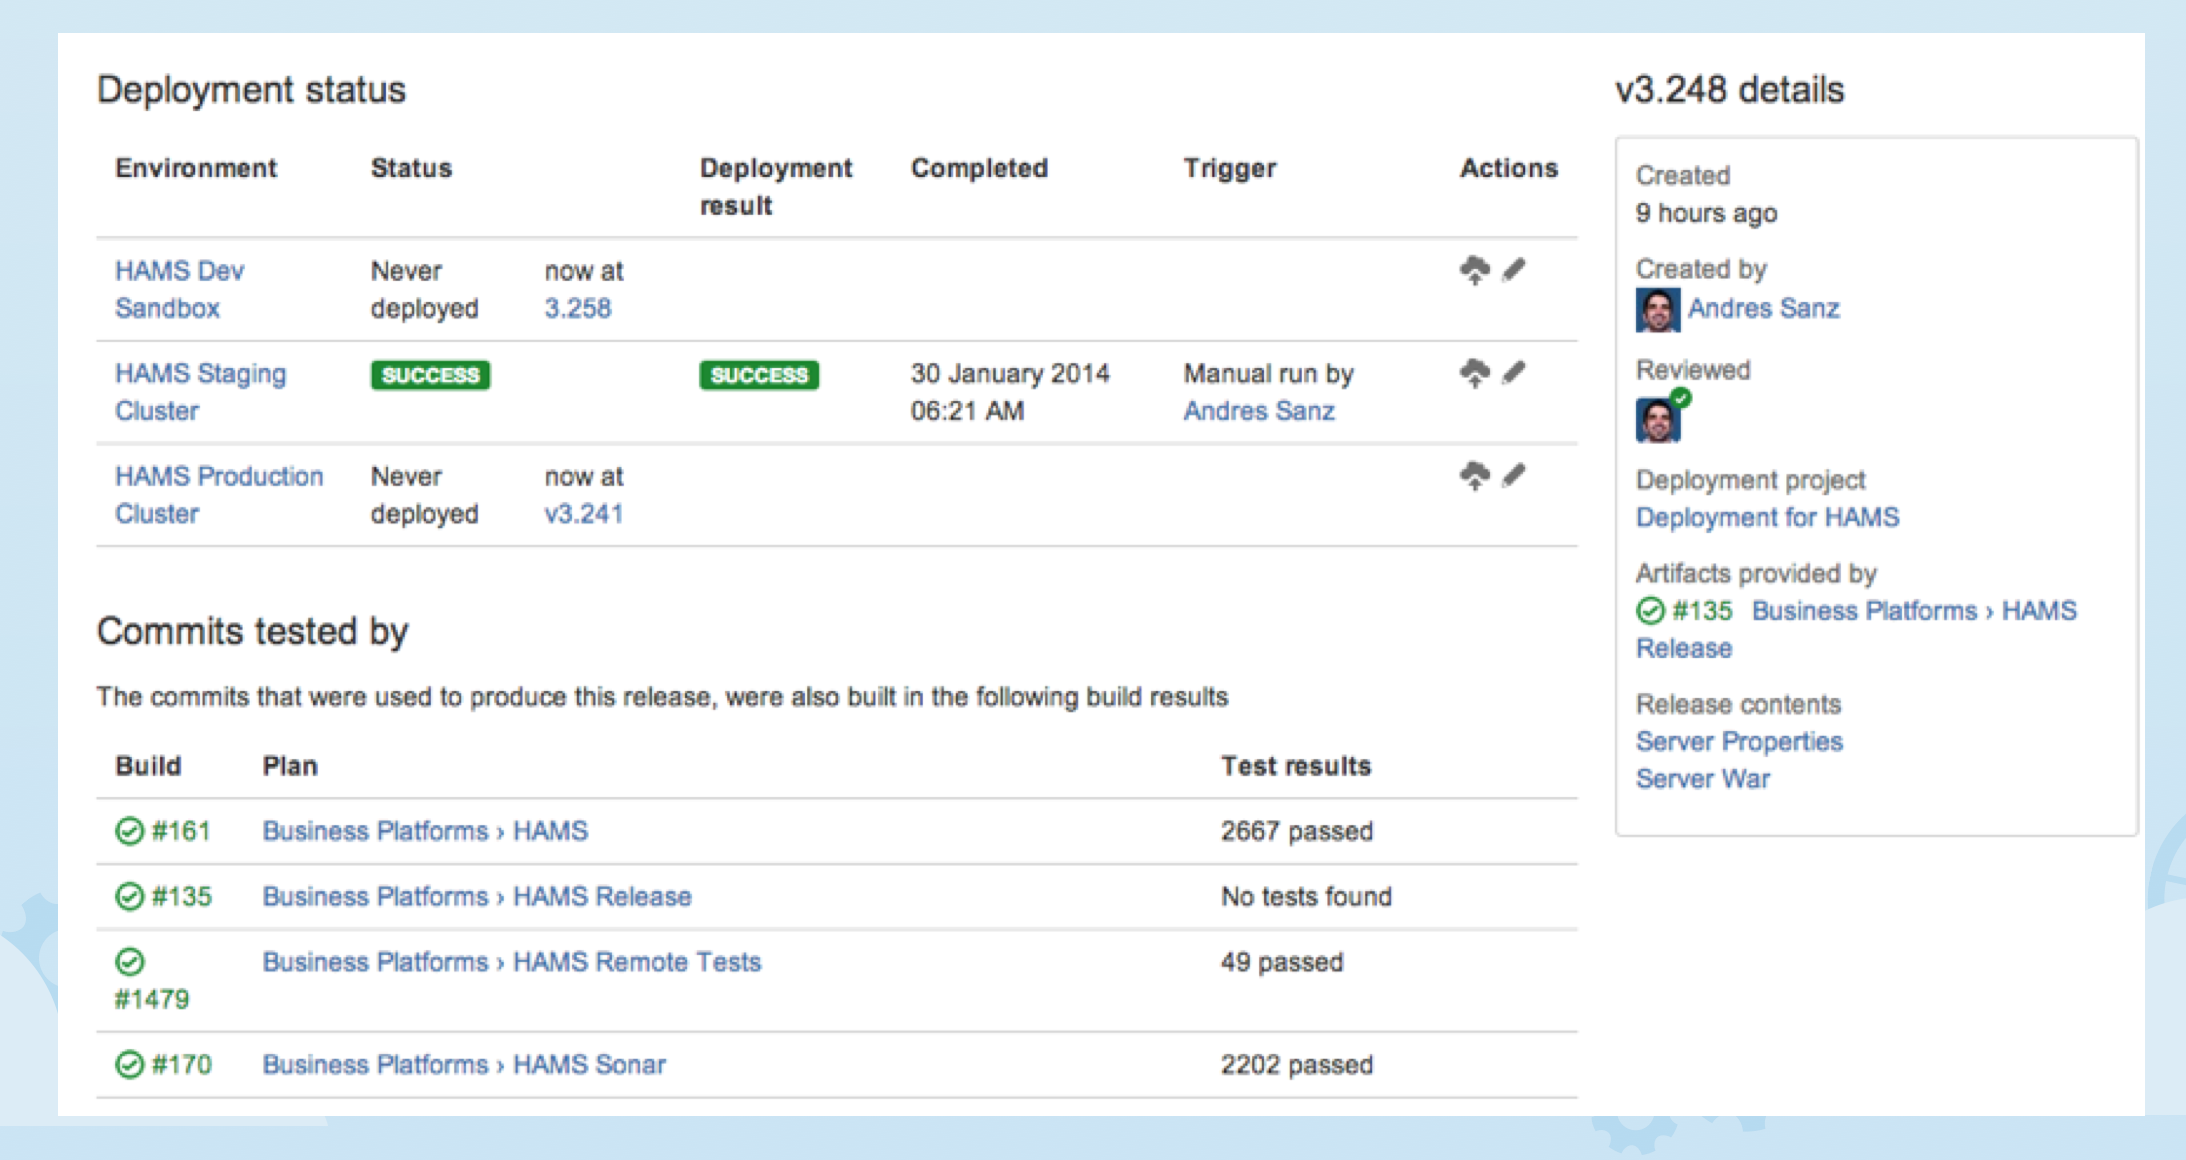 Deployment status
Environment Status Deployment result Completed Trigger Actions
HAMS Dev Sandbox Never deployed now at 3.258
HAMS Staging Cluster SUCCESS SUCCESS 30 January 2014 06:21 AM Manual run by Andres Sanz
HAMS Production Cluster Never deployed now at v3.241
Commits tested by
The commits that were used to produce this release, were also built in the following build results
Build Plan Test results
#161 Business Platforms › HAMS 2667 passed
#135 Business Platforms › HAMS Release No tests found
#1479 Business Platforms › HAMS Remote Tests 49 passed
#170 Business Platforms › HAMS Sonar 2202 passed
v3.248 details
Created
9 hours ago
Created by
Andres Sanz
Reviewed
Deployment project
Deployment for HAMS
Artifacts provided by
#135 Business Platforms › HAMS
Release
Release contents
Server Properties
Server War